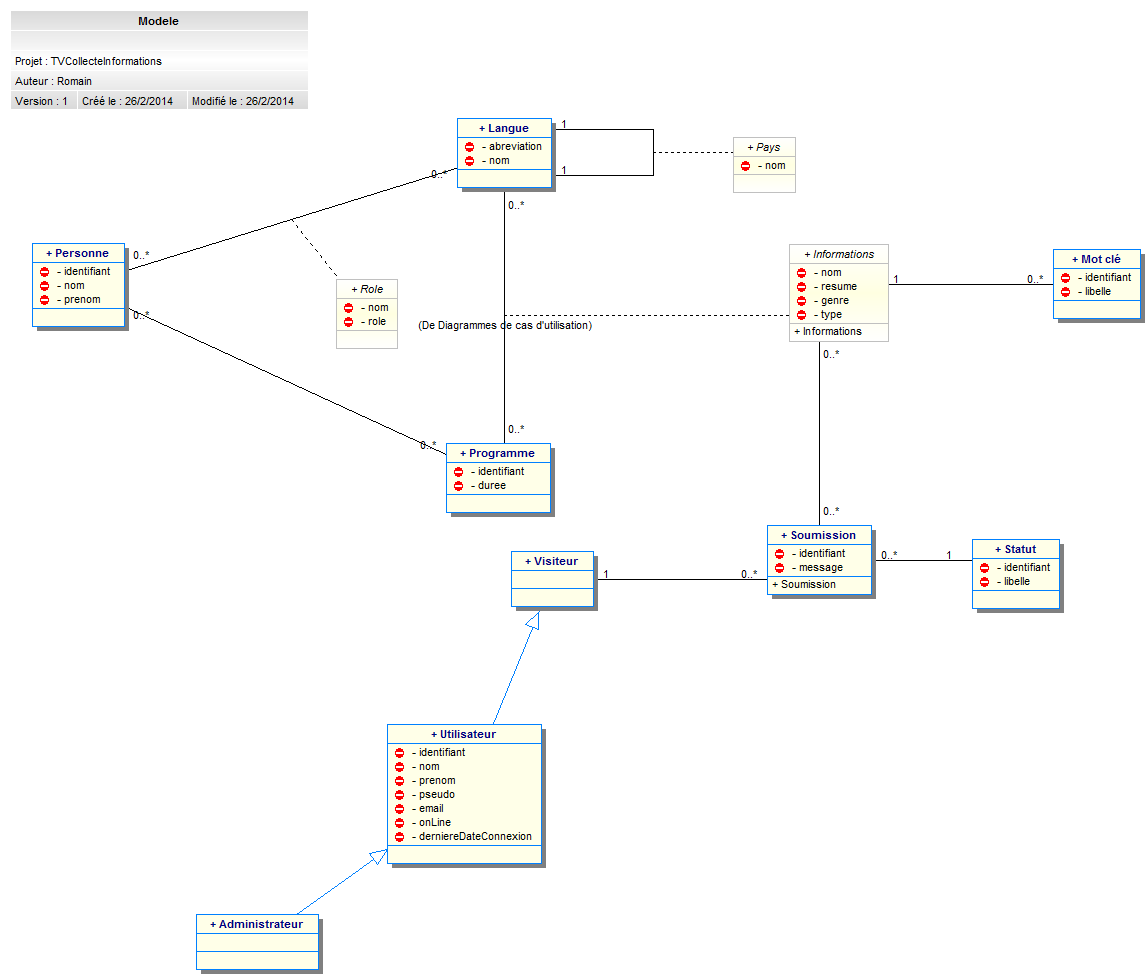 Modele
Projet : TVCollecteInformations
Auteur : Romain
Version : 1 Créé le : 26/2/2014 Modifié le : 26/2/2014
+ Langue
- abreviation
- nom
1
1
0..*
0..*
+ Pays
- nom
+ Personne
- identifiant
- nom
- prenom
0..*
0..*
+ Role
- nom
- role
(De Diagrammes de cas d'utilisation)
+ Informations
- nom
- resume
- genre
- type
+ Informations
1
0..*
0..*
+ Mot clé
- identifiant
- libelle
0..*
0..*
+ Programme
- identifiant
- duree
0..*
+ Soumission
- identifiant
- message
+ Soumission
0..*
1
+ Statut
- identifiant
- libelle
+ Visiteur
1
0..*
+ Utilisateur
- identifiant
- nom
- prenom
- pseudo
- email
- onLine
- derniereDateConnexion
+ Administrateur